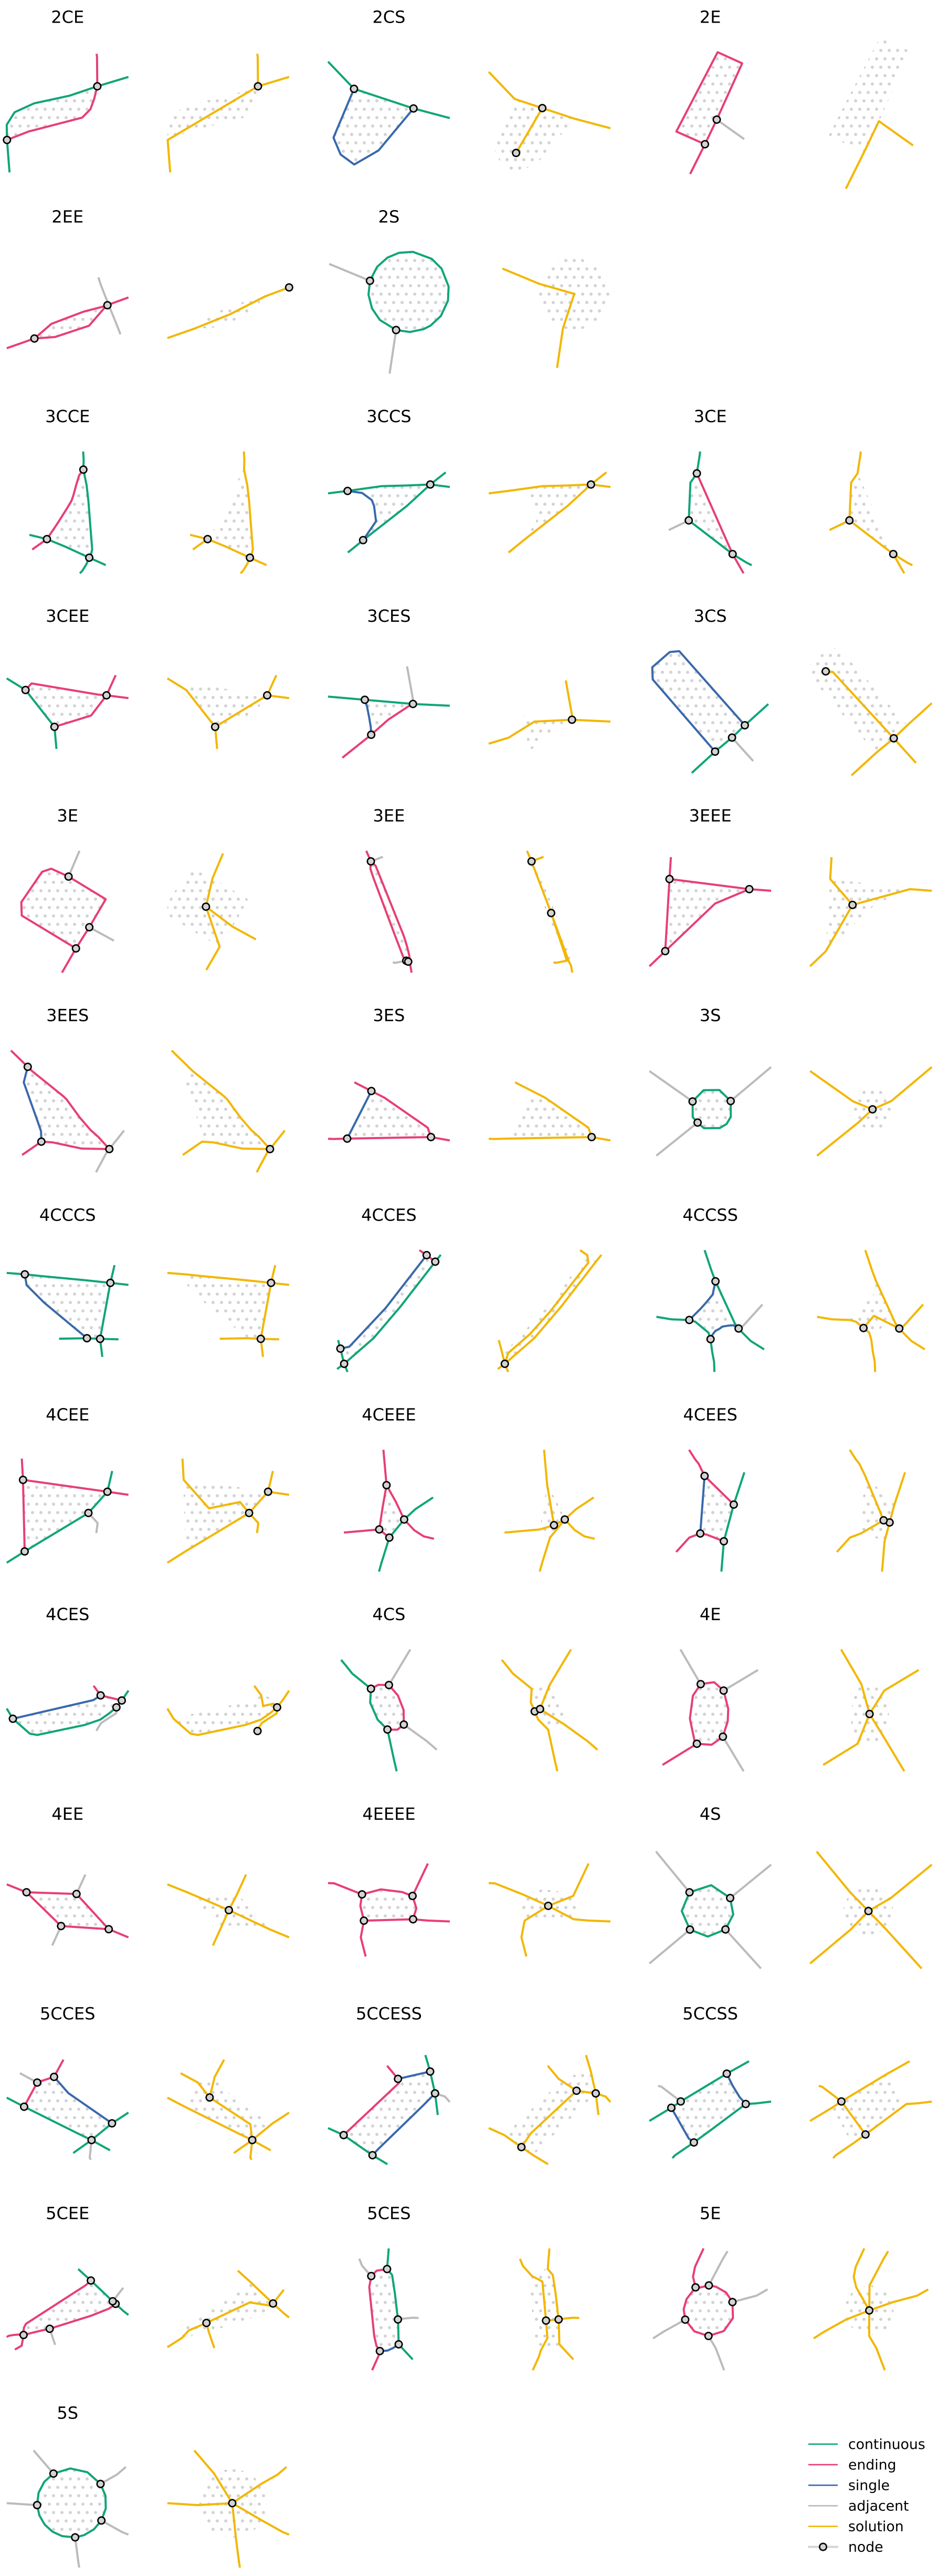 2CE 2CS 2E
2EE 2S
3CCE 3CCS 3CE
3CEE 3CES 3CS
3E 3EE 3EEE
3EES 3ES 3S
4CCCS 4CCES 4CCSS
4CEE 4CEEE 4CEES
4CES 4CS 4E
4EE 4EEEE 4S
5CCES 5CCESS 5CCSS
5CEE 5CES 5E
5S
continuous
ending
single
adjacent
solution
node